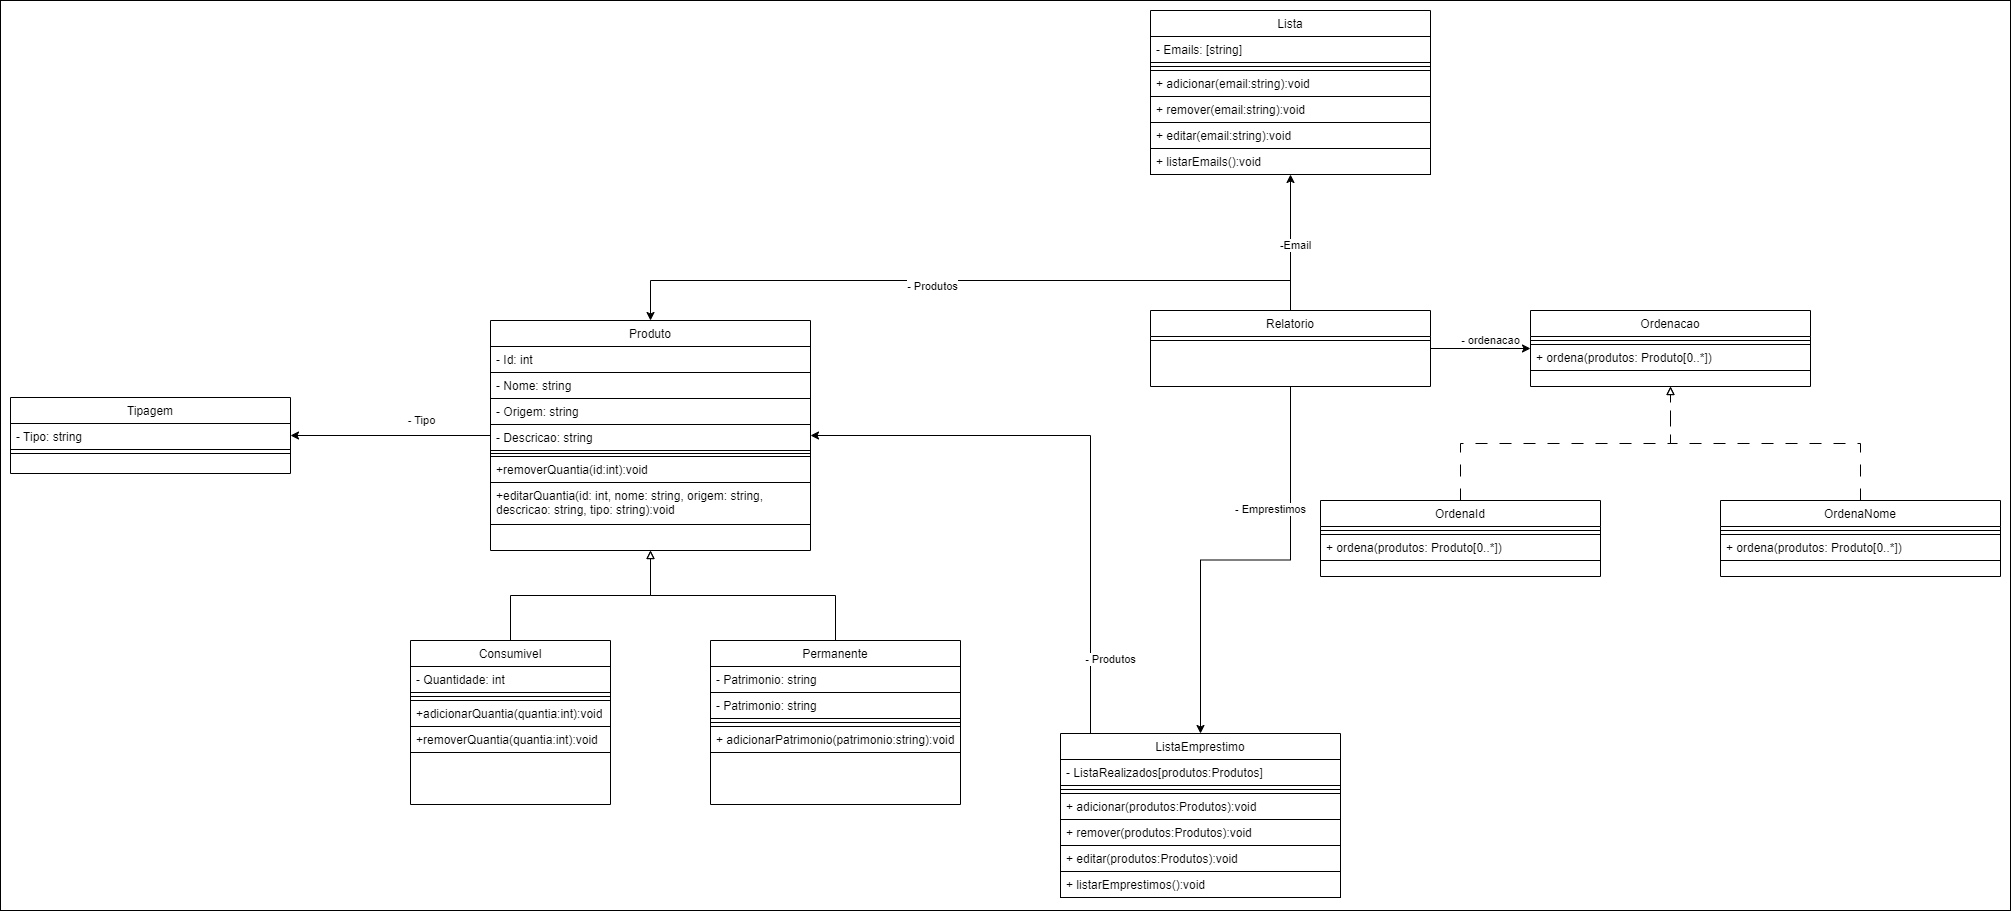 Lista
- Emails: [string]
+ adicionar(email:string):void
+ remover(email:string):void
+ editar(email:string):void
+ listarEmails():void
-Email
- Produtos
Relatorio
- ordenacao
Ordenacao
+ ordena(produtos: Produto[0..*])
Produto
- Id: int
- Nome: string
- Origem: string
- Descricao: string
+removerQuantia(id:int):void
+editarQuantia(id: int, nome: string, origem: string,
descricao: string, tipo: string):void
- Tipo
Tipagem
- Tipo: string
- Emprestimos
OrdenaId
+ ordena(produtos: Produto[0..*])
OrdenaNome
+ ordena(produtos: Produto[0..*])
Consumivel
- Quantidade: int
+adicionarQuantia(quantia:int):void
+removerQuantia(quantia:int):void
Permanente
- Patrimonio: string
- Patrimonio: string
+ adicionarPatrimonio(patrimonio:string):void
- Produtos
ListaEmprestimo
- ListaRealizados[produtos:Produtos]
+ adicionar(produtos:Produtos):void
+ remover(produtos:Produtos):void
+ editar(produtos:Produtos):void
+ listarEmprestimos():void